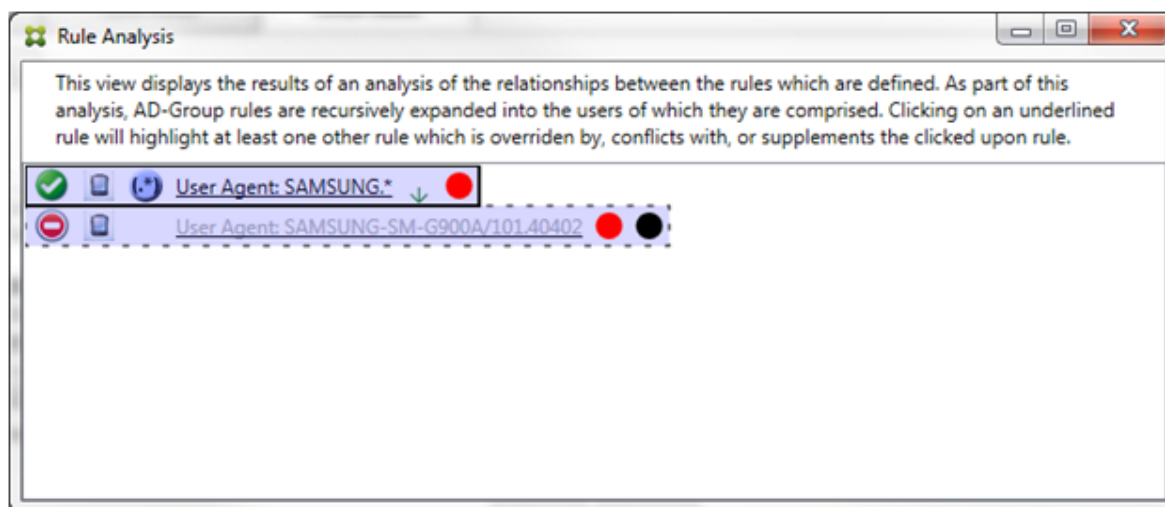 Rule Analysis
This view displays the results of an analysis of the relationships between the rules which are defined. As part of this
analysis, AD-Group rules are recursively expanded into the users of which they are comprised. Clicking on an underlined
rule will highlight at least one other rule which is overriden by, conflicts with, or supplements the clicked upon rule.
(.*) User Agent: SAMSUNG.*
User Agent: SAMSUNG-SM-G900A/101.40402